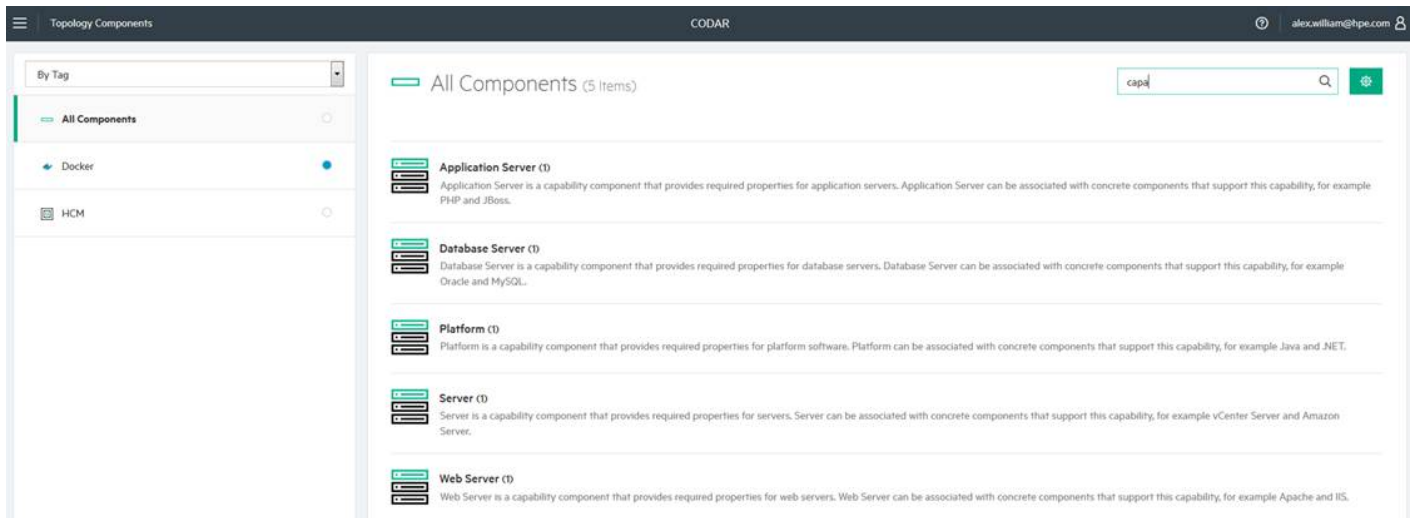 Topology Components
CODAR
alex.william@hpe.com
By Tag
All Components
Docker
HCM
All Components (5 Items)
capa
Application Server (1)
Application Server is a capability component that provides required properties for application servers. Application Server can be associated with concrete components that support this capability, for example
PHP and JBoss.
Database Server (1)
Database Server is a capability component that provides required properties for database servers. Database Server can be associated with concrete components that support this capability, for example
Oracle and MySQL.
Platform (1)
Platform is a capability component that provides required properties for platform software. Platform can be associated with concrete components that support this capability, for example Java and .NET.
Server (1)
Server is a capability component that provides required properties for servers. Server can be associated with concrete components that support this capability, for example vCenter Server and Amazon
Server.
Web Server (1)
Web Server is a capability component that provides required properties for web servers. Web Server can be associated with concrete components that support this capability, for example Apache and IIS.